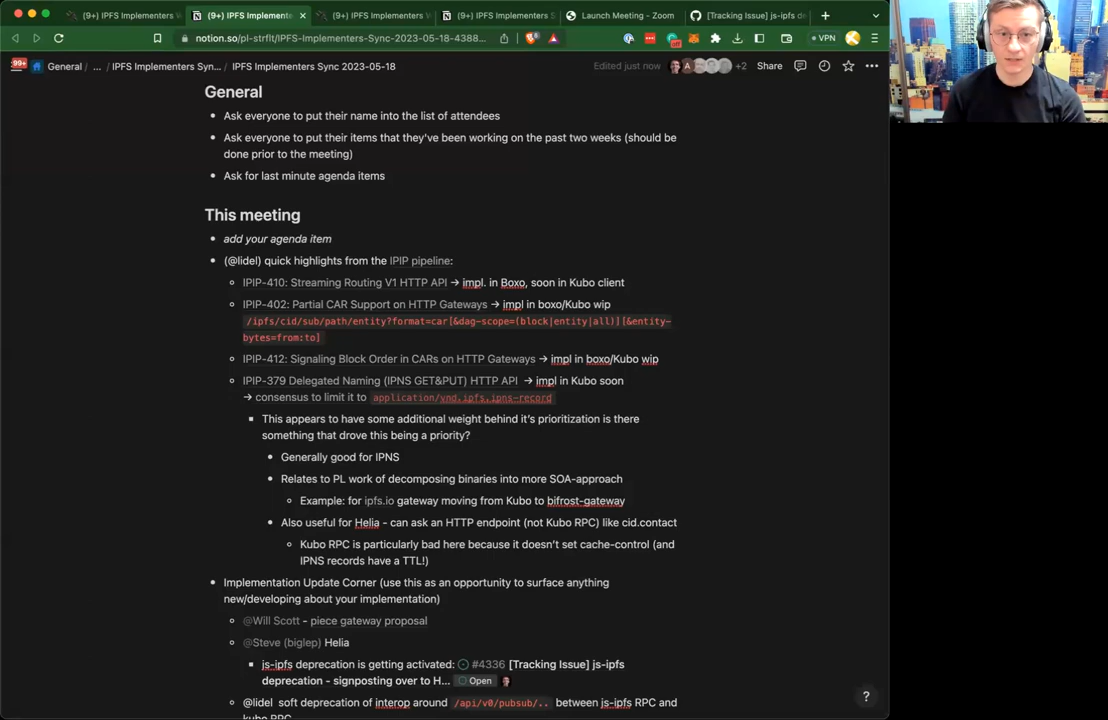 (9+) IPFS Implementers V
(9+) IPFS Implementer
(9+) IPFS Implementers V
(9+) IPFS Implementers S
Launch Meeting - Zoom
[Tracking Issue] js-ipfs de
notion.so/pl-strflt/IPFS-Implementers-Sync-2023-05-18-4388...
VPN
99+
General / ... / IPFS Implementers Syn... / IPFS Implementers Sync 2023-05-18
Edited just now
A
+2
Share
General
Ask everyone to put their name into the list of attendees
Ask everyone to put their items that they've been working on the past two weeks (should be
done prior to the meeting)
Ask for last minute agenda items
This meeting
add your agenda item
(@lidel) quick highlights from the IPIP pipeline:
IPIP-410: Streaming Routing V1 HTTP API → impl. in Boxo, soon in Kubo client
IPIP-402: Partial CAR Support on HTTP Gateways → impl in boxo/Kubo wip
/ipfs/cid/sub/path/entity?format=car[&dag-scope=(block|entity|all)][&entity-
bytes=from:to]
IPIP-412: Signaling Block Order in CARs on HTTP Gateways → impl in boxo/Kubo wip
IPIP-379 Delegated Naming (IPNS GET&PUT) HTTP API → impl in Kubo soon
→ consensus to limit it to application/vnd.ipfs.ipns-record
This appears to have some additional weight behind it's prioritization is there
something that drove this being a priority?
Generally good for IPNS
Relates to PL work of decomposing binaries into more SOA-approach
Example: for ipfs.io gateway moving from Kubo to bifrost-gateway
Also useful for Helia - can ask an HTTP endpoint (not Kubo RPC) like cid.contact
Kubo RPC is particularly bad here because it doesn't set cache-control (and
IPNS records have a TTL!)
Implementation Update Corner (use this as an opportunity to surface anything
new/developing about your implementation)
@Will Scott - piece gateway proposal
@Steve (biglep) Helia
js-ipfs deprecation is getting activated: #4336 [Tracking Issue] js-ipfs
deprecation - signposting over to H... Open
@lidel soft deprecation of interop around /api/v0/pubsub/.. between js-ipfs RPC and
kubo RPC
?